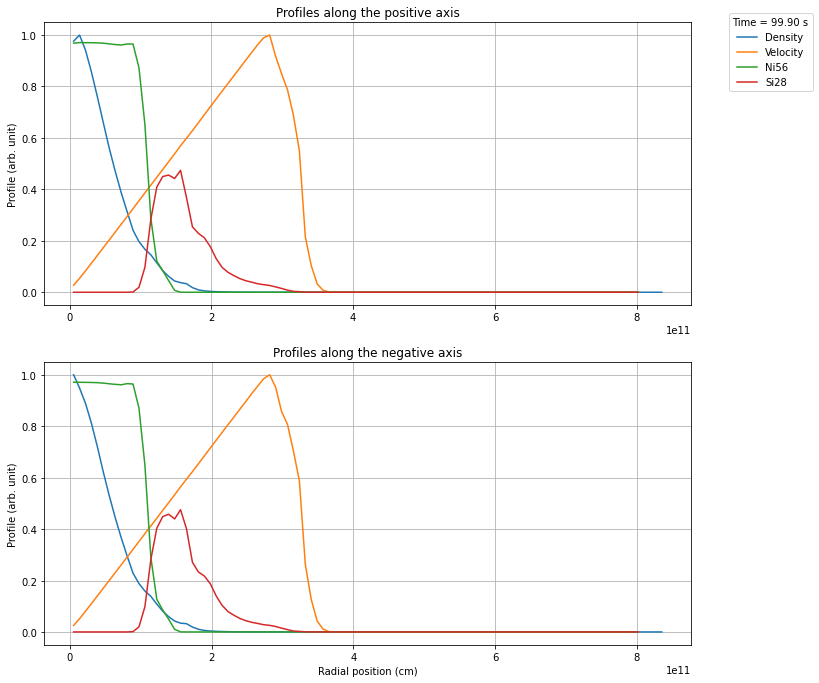 Profiles along the positive axis
Time = 99.90 s
Density
Velocity
Ni56
Si28
Profile (arb. unit)
1.0
0.8
0.6
0.4
0.2
0.0
0 2 4 6 8
1e11
Profiles along the negative axis
Profile (arb. unit)
1.0
0.8
0.6
0.4
0.2
0.0
0 2 4 6 8
1e11
Radial position (cm)